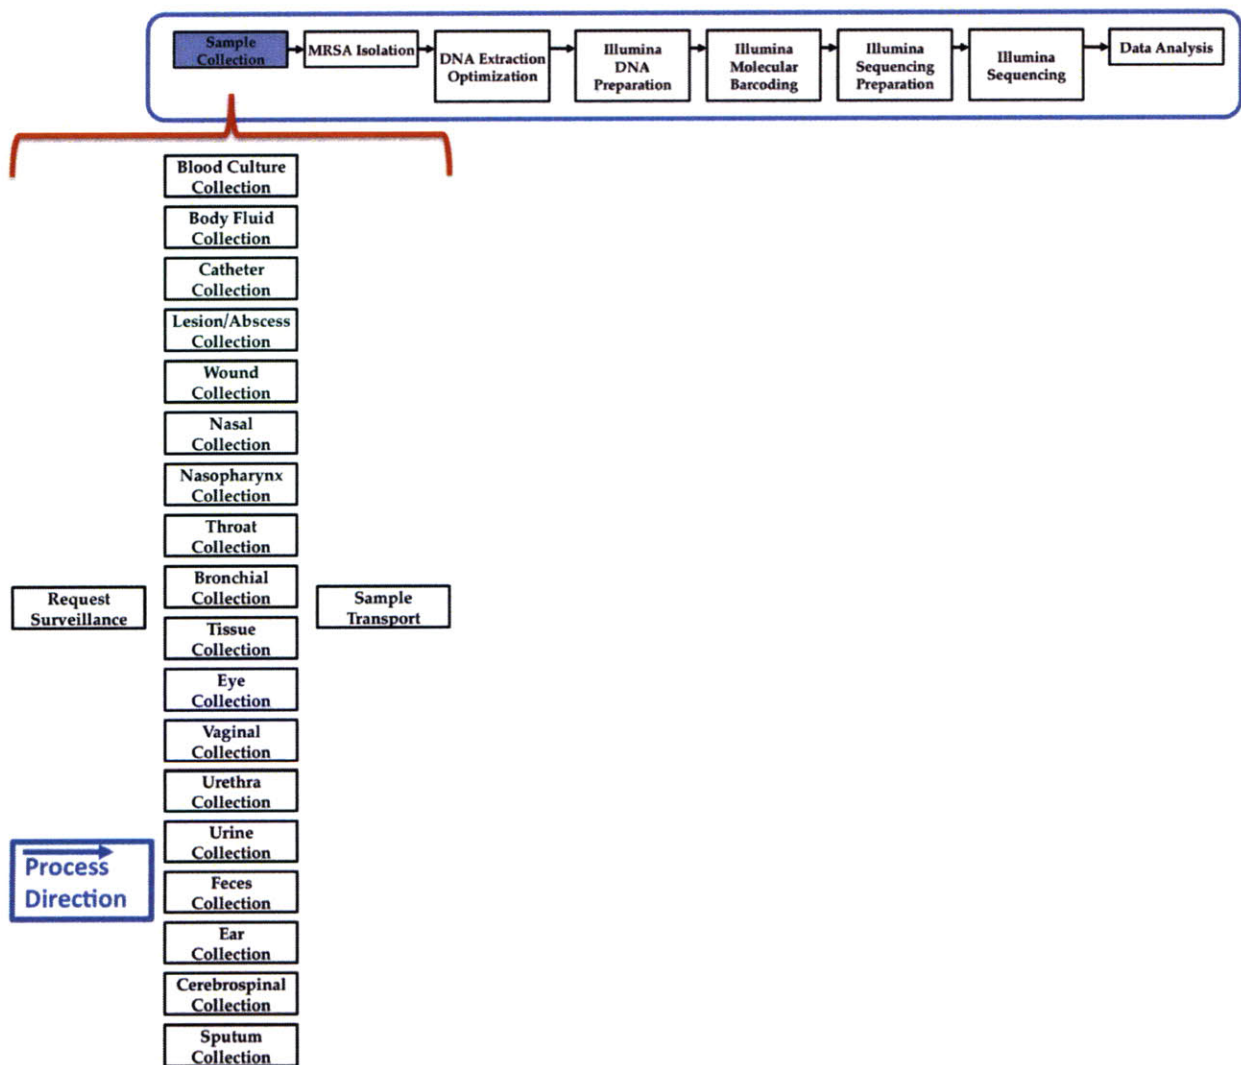 Sample
Collection
MRSA Isolation
DNA Extraction
Optimization
Illumina
DNA
Preparation
Illumina
Molecular
Barcoding
Illumina
Sequencing
Preparation
Illumina
Sequencing
Data Analysis
Blood Culture
Collection
Body Fluid
Collection
Catheter
Collection
Lesion/Abscess
Collection
Wound
Collection
Nasal
Collection
Nasopharynx
Collection
Throat
Collection
Bronchial
Collection
Request
Surveillance
Sample
Transport
Tissue
Collection
Eye
Collection
Vaginal
Collection
Urethra
Collection
Urine
Collection
Process
Direction
Feces
Collection
Ear
Collection
Cerebrospinal
Collection
Sputum
Collection